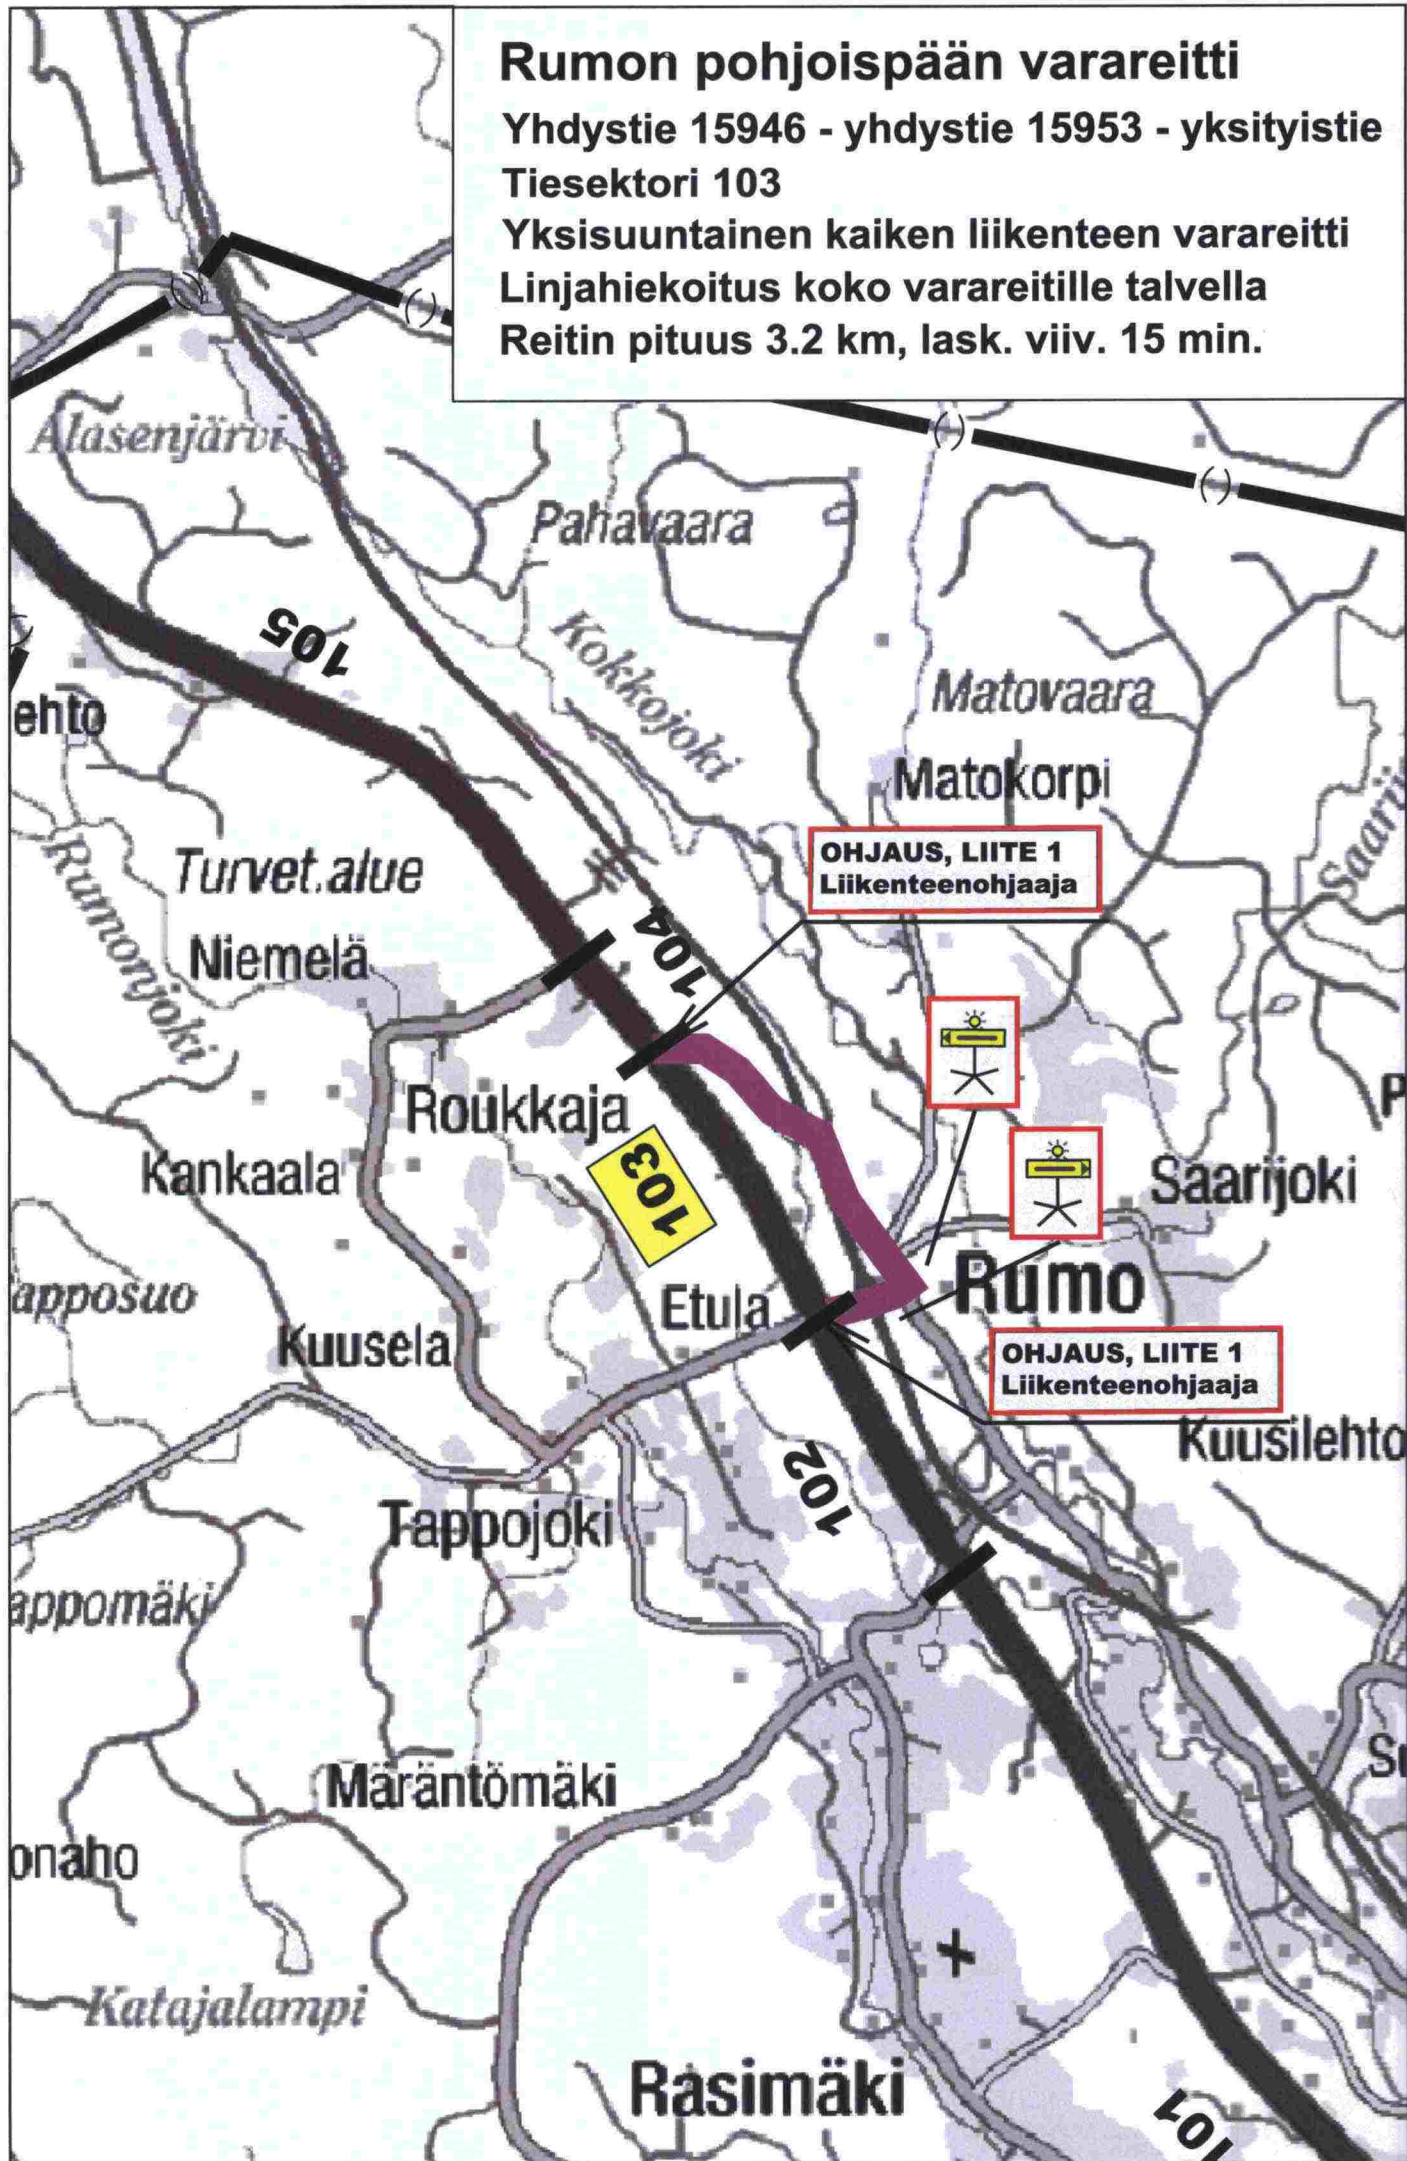 Rumon pohjoispään varareitti
Yhdystie 15946 - yhdystie 15953 - yksityistie
Tiesektori 103
Yksisuuntainen kaiken liikenteen varareitti
Linjahiekoitus koko varareitille talvella
Reitin pituus 3.2 km, lask. viiv. 15 min.
Alasenjärvi
Pahavaara
105
Kokkojoki
ehto
Matovaara
Matokorpi
Saarij
Rumonjoki
Turvet.alue
OHJAUS, LIITE 1
Liikenteenohjaaja
Niemelä
104
Roukkaja
P
Kankaala
103
Saarijoki
apposuo
Etula
Rumo
Kuusela
OHJAUS, LIITE 1
Liikenteenohjaaja
Kuusilehto
102
Tappojoki
appomäki
Märäntömäki
onaho
Katajalampi
Rasimäki
101